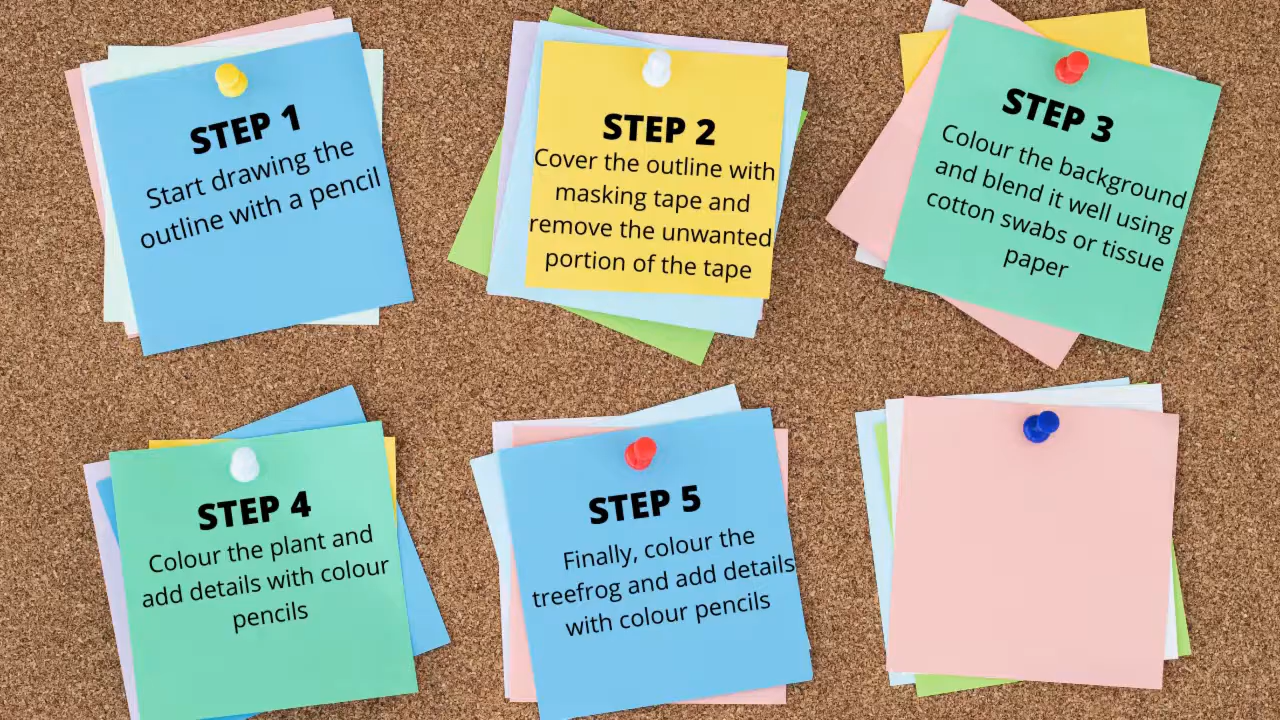 STEP 1
Start drawing the
outline with a pencil
STEP 2
Cover the outline with
masking tape and
remove the unwanted
portion of the tape
STEP 3
Colour the background
and blend it well using
cotton swabs or tissue
paper
STEP 4
Colour the plant and
add details with colour
pencils
STEP 5
Finally, colour the
treefrog and add details
with colour pencils